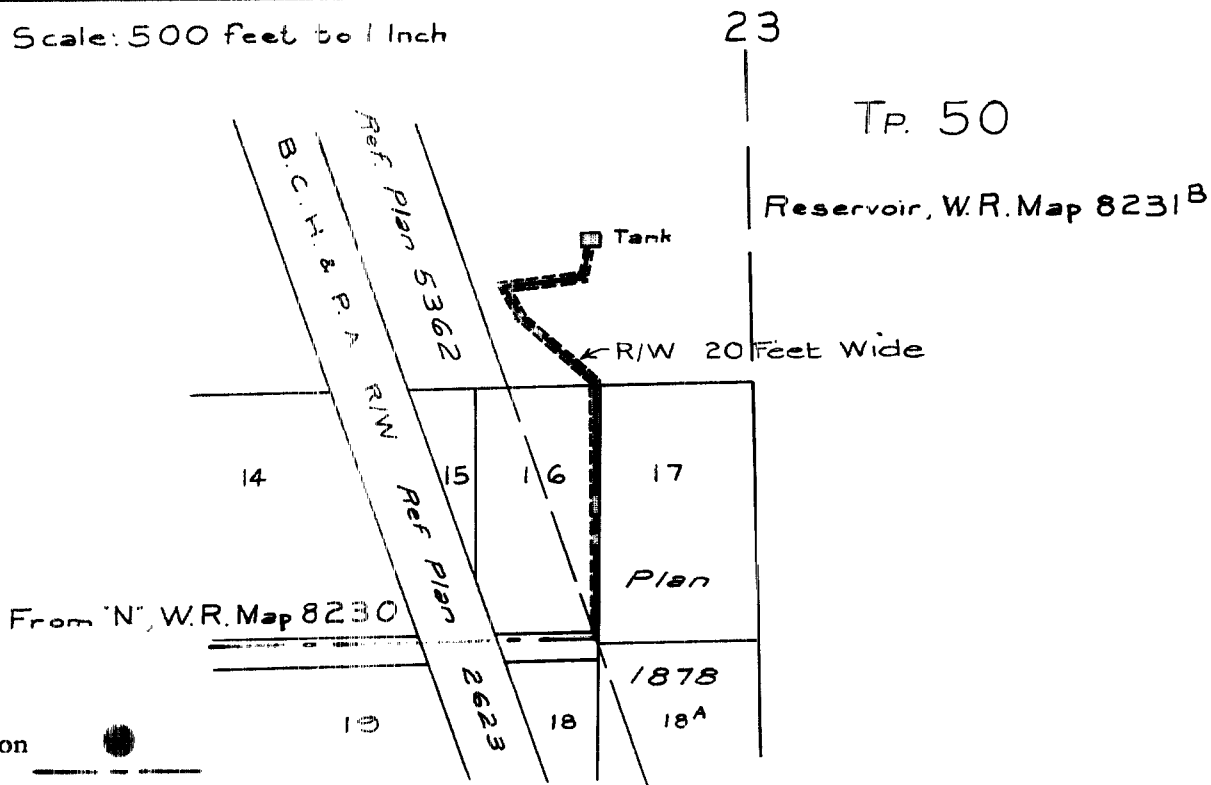 Scale: 500 feet to 1 Inch
23
TP. 50
Reservoir, W.R. Map 8231ᴮ
B.C.H. & P.A R/W Ref Plan 2623
Ref. Plan 5362
Tank
R/W 20 Feet Wide
14
15
16
17
Plan
From "N", W.R. Map 8230
1878
18
18ᴬ
on